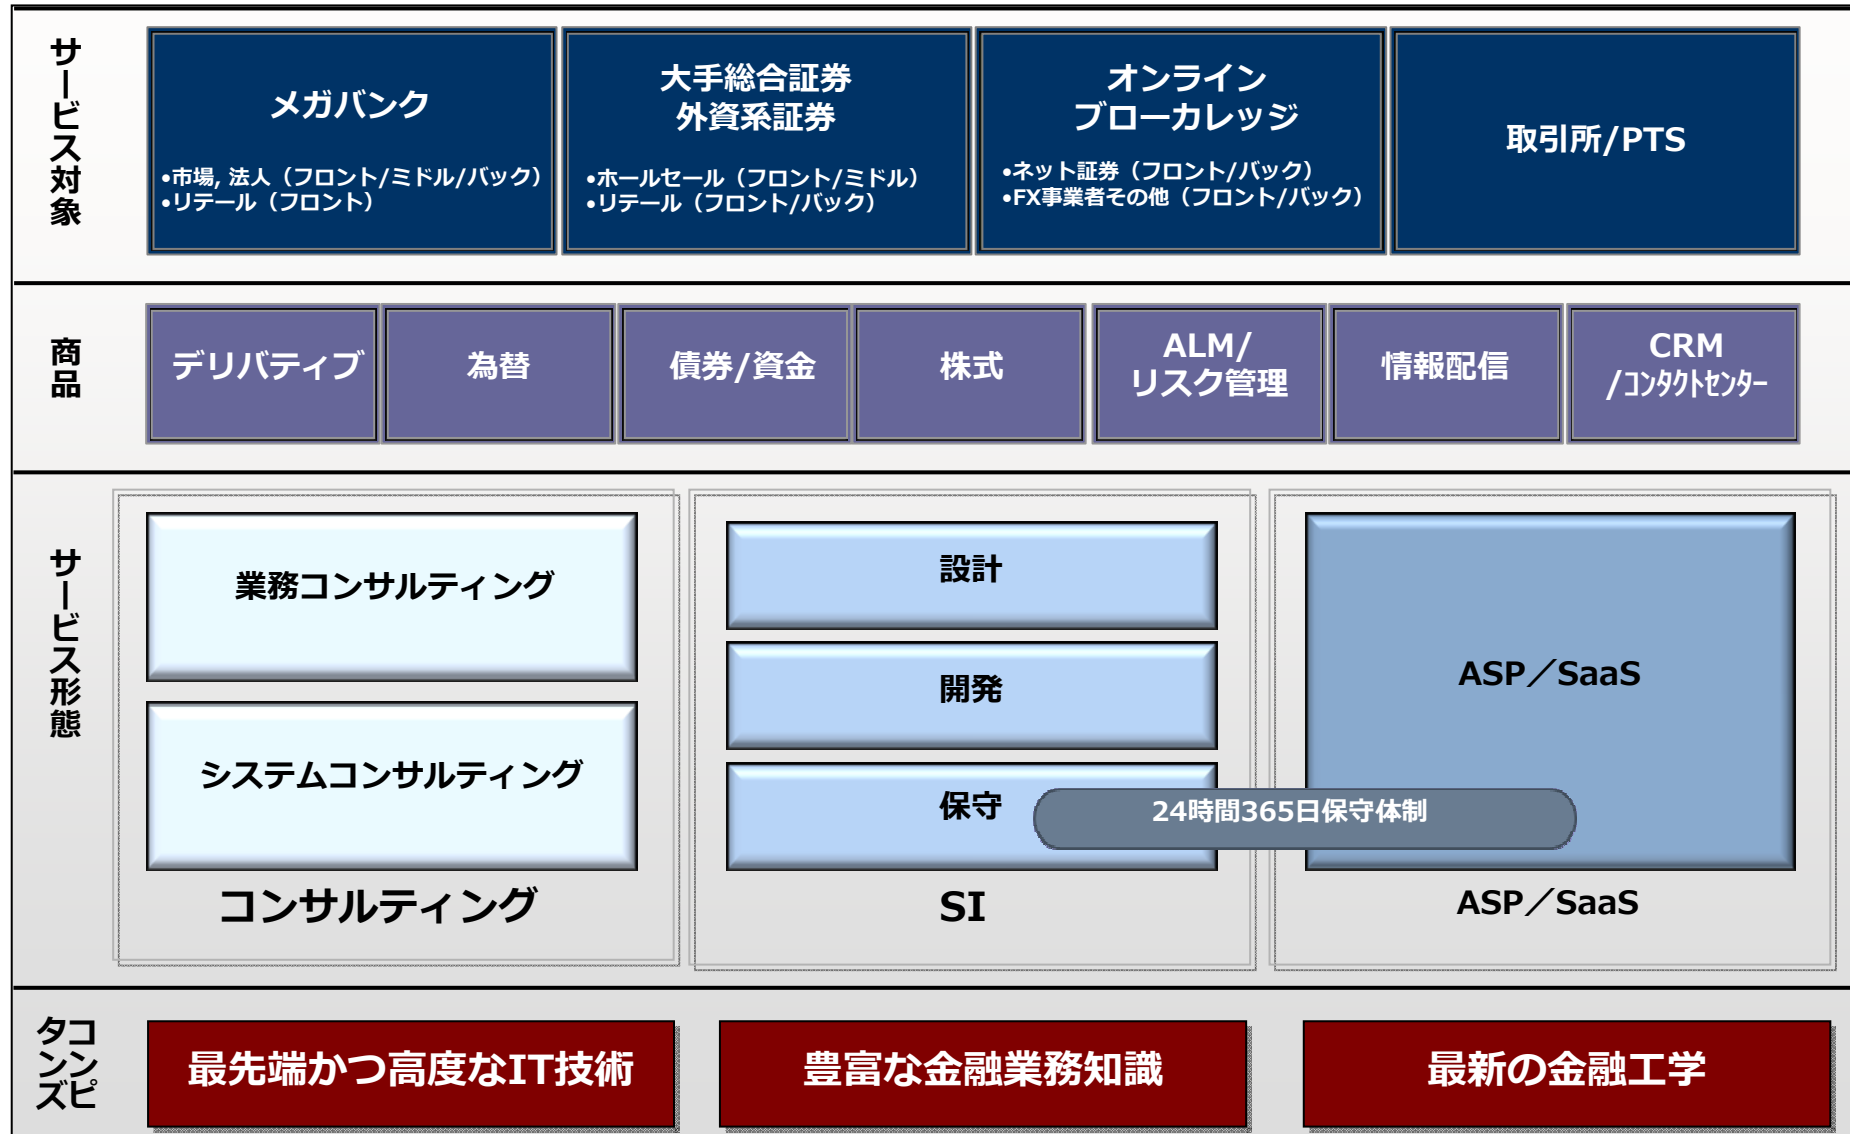 サービス対象
メガバンク
•市場, 法人（フロント/ミドル/バック）
•リテール（フロント）
大手総合証券
外資系証券
•ホールセール（フロント/ミドル）
•リテール（フロント/バック）
オンライン
ブローカレッジ
•ネット証券（フロント/バック）
•FX事業者その他（フロント/バック）
取引所/PTS
商品
デリバティブ
為替
債券/資金
株式
ALM/
リスク管理
情報配信
CRM
/ｺﾝﾀｸﾄｾﾝﾀｰ
サービス形態
業務コンサルティング
システムコンサルティング
コンサルティング
設計
開発
保守
24時間365日保守体制
SI
ASP／SaaS
ASP／SaaS
コンピ
タンズ
最先端かつ高度なIT技術
豊富な金融業務知識
最新の金融工学